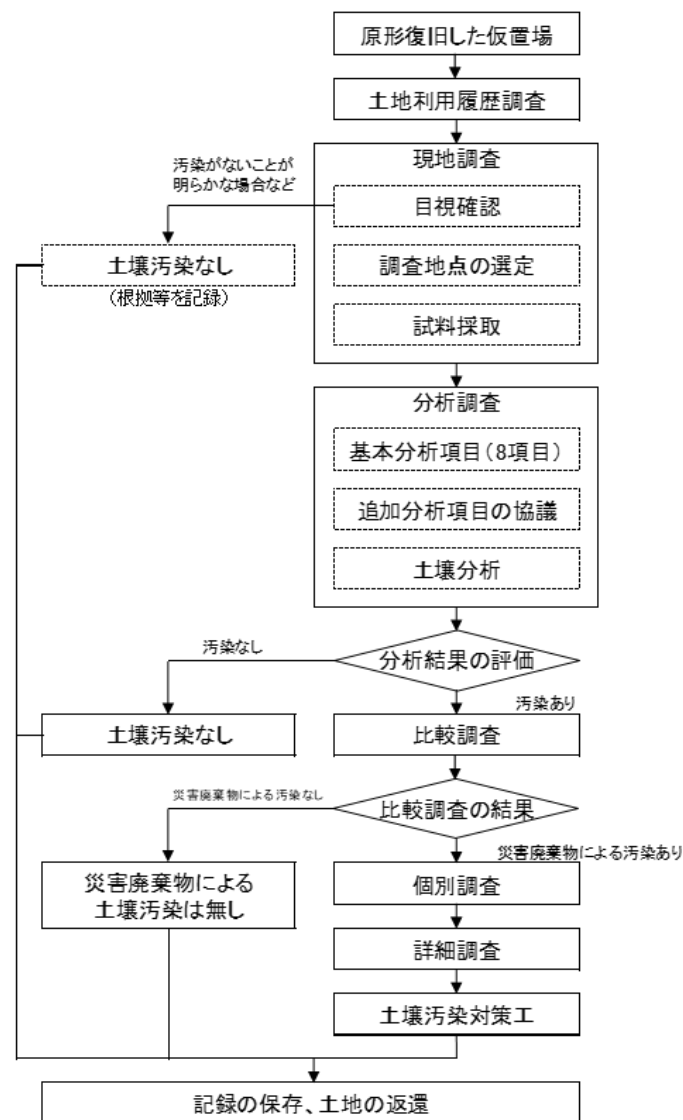 原形復旧した仮置場
土地利用履歴調査
現地調査
汚染がないことが
明らかな場合など
目視確認
土壌汚染なし
(根拠等を記録)
調査地点の選定
試料採取
分析調査
基本分析項目(8項目)
追加分析項目の協議
土壌分析
汚染なし
分析結果の評価
汚染あり
土壌汚染なし
比較調査
災害廃棄物による汚染なし
比較調査の結果
災害廃棄物による汚染あり
災害廃棄物による
土壌汚染は無し
個別調査
詳細調査
土壌汚染対策工
記録の保存、土地の返還